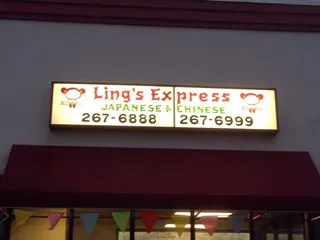 Ling's Express
JAPANESE & CHINESE
267-6888 267-6999